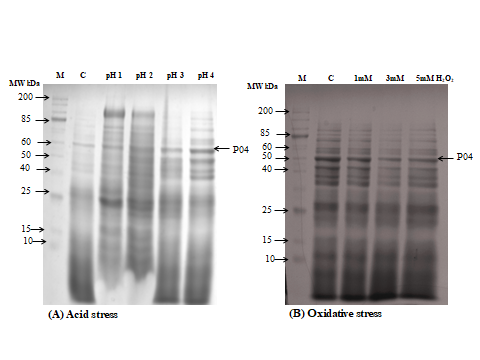 M C pH 1 pH 2 pH 3 pH 4
MW kDa
200
85
60
50
40
25
15
10
P04
(A) Acid stress
M C 1mM 3mM 5mM H₂O₂
MW kDa
200
85
60
50
40
25
15
10
P04
(B) Oxidative stress